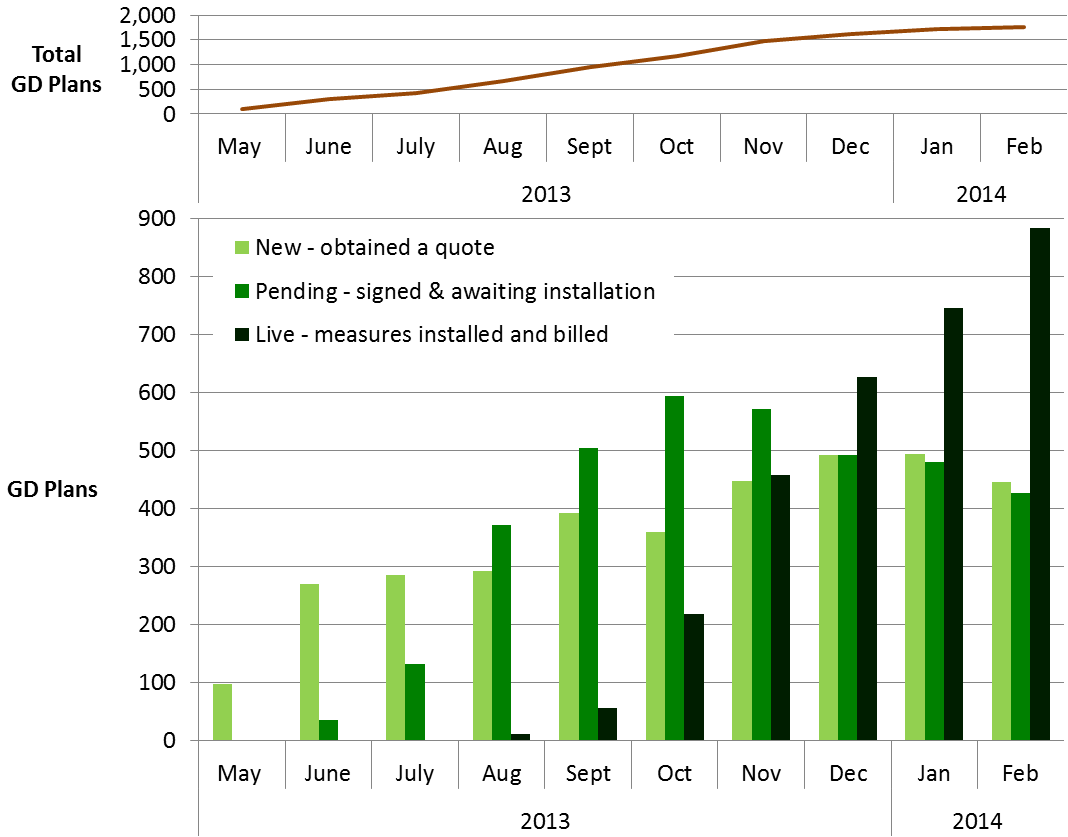 2,000
1,500
1,000
500
0
Total
GD Plans
May June July Aug Sept Oct Nov Dec Jan Feb
2013 2014
900
800
700
600
500
400
300
200
100
0
New - obtained a quote
Pending - signed & awaiting installation
Live - measures installed and billed
GD Plans
May June July Aug Sept Oct Nov Dec Jan Feb
2013 2014